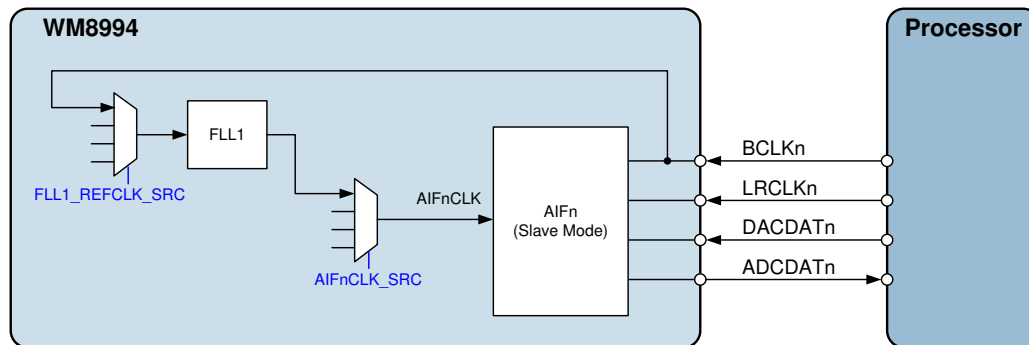 WM8994
Processor
FLL1
FLL1_REFCLK_SRC
AIFnCLK
AIFnCLK_SRC
AIFn
(Slave Mode)
BCLKn
LRCLKn
DACDATn
ADCDATn